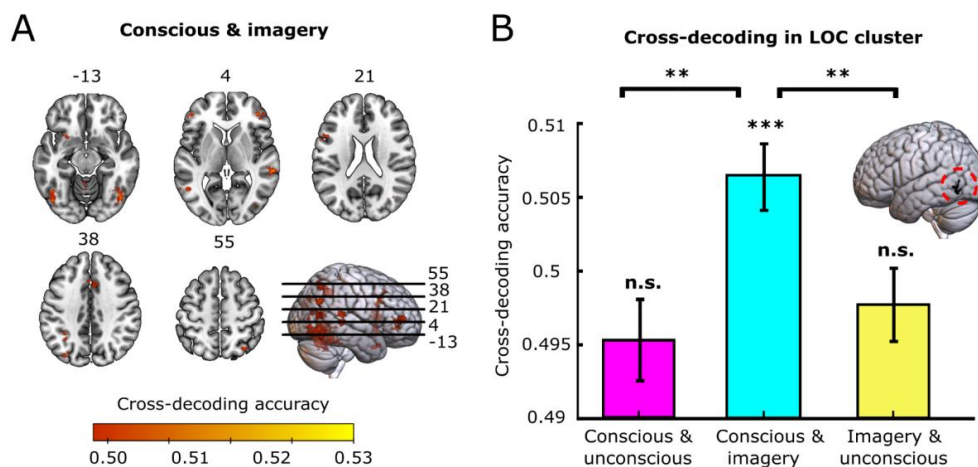 A
Conscious & imagery
-13
4
21
38
55
55
38
21
4
-13
Cross-decoding accuracy
0.50
0.51
0.52
0.53
B
Cross-decoding in LOC cluster
**
**
***
n.s.
n.s.
Cross-decoding accuracy
0.51
0.505
0.5
0.495
0.49
Conscious &
unconscious
Conscious &
imagery
Imagery &
unconscious